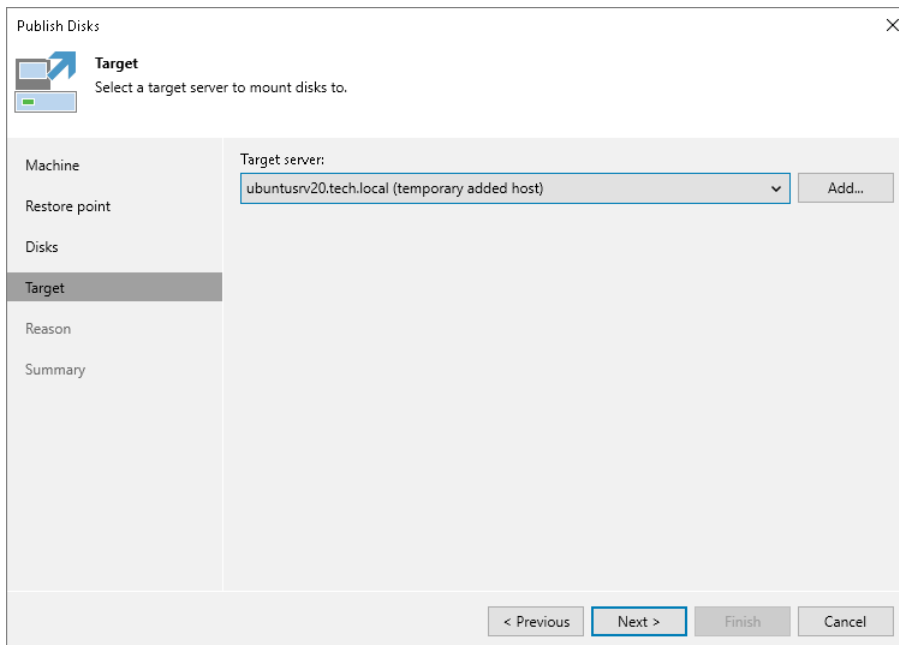 Publish Disks
Target
Select a target server to mount disks to.
Machine
Restore point
Disks
Target
Reason
Summary
Target server:
ubuntusrv20.tech.local (temporary added host)
Add...
< Previous
Next >
Finish
Cancel